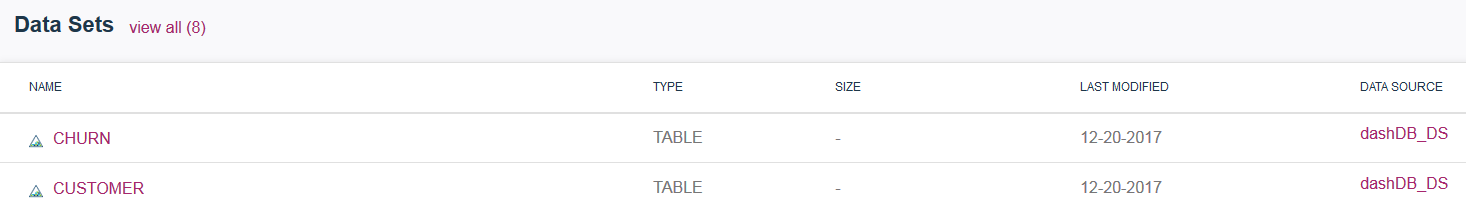 Data Sets view all (8)
NAME TYPE SIZE LAST MODIFIED DATA SOURCE
CHURN TABLE - 12-20-2017 dashDB_DS
CUSTOMER TABLE - 12-20-2017 dashDB_DS